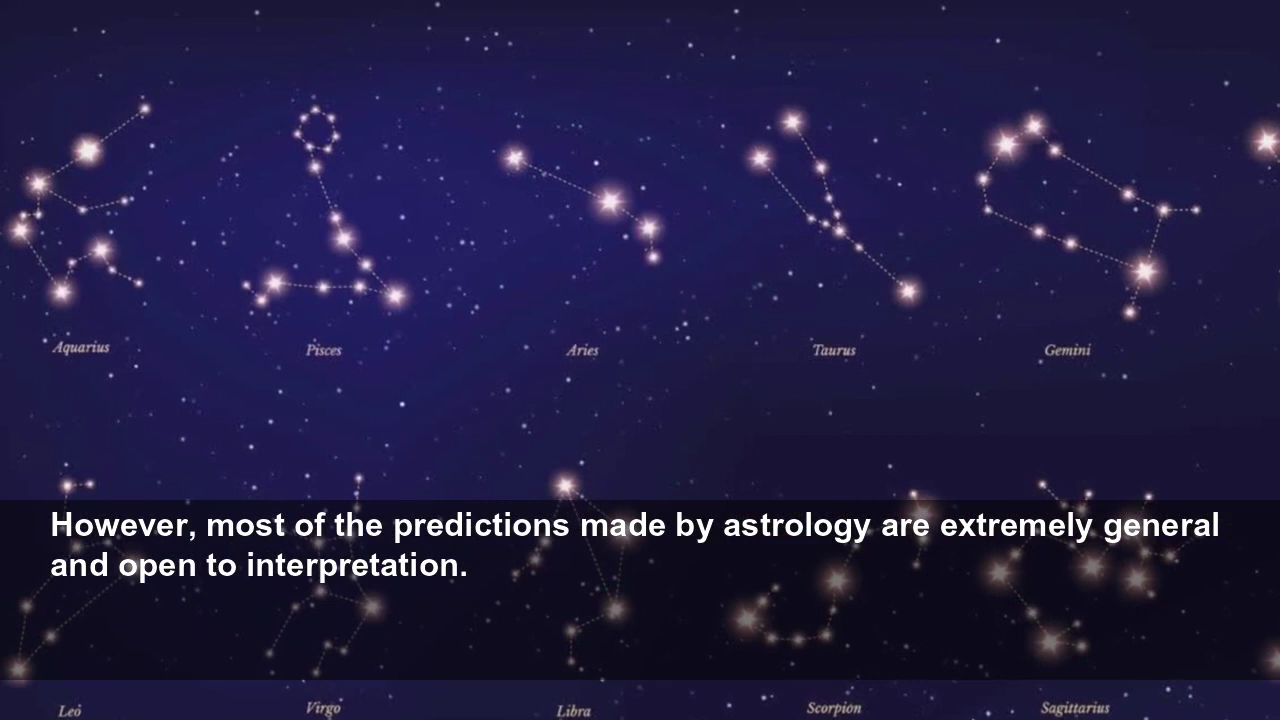 Aquarius
Pisces
Aries
Taurus
Gemini
However, most of the predictions made by astrology are extremely general
and open to interpretation.
Leo
Virgo
Libra
Scorpion
Sagittarius